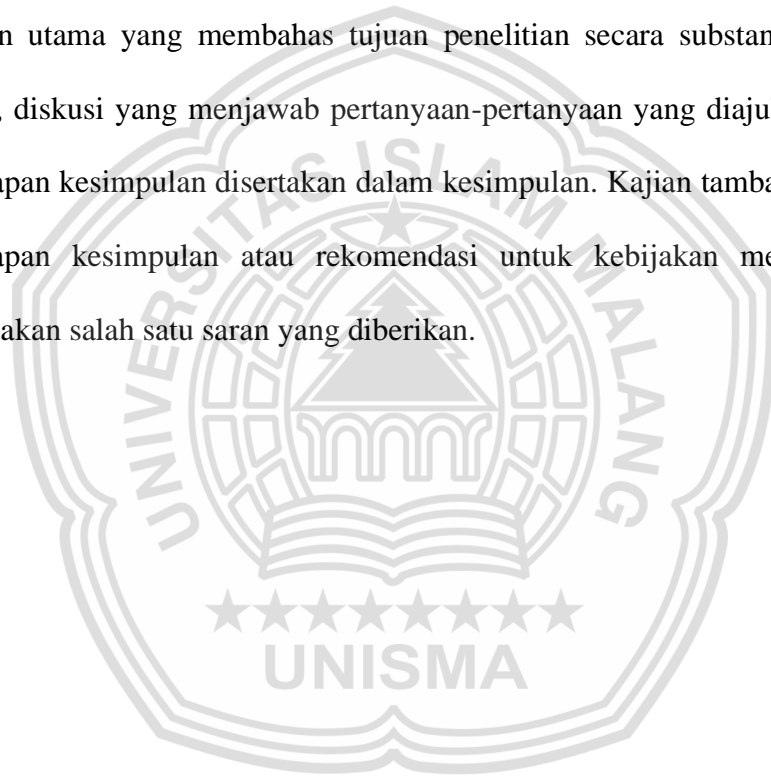 n utama yang membahas tujuan penelitian secara substan
, diskusi yang menjawab pertanyaan-pertanyaan yang diaju
apan kesimpulan disertakan dalam kesimpulan. Kajian tamba
apan kesimpulan atau rekomendasi untuk kebijakan me
akan salah satu saran yang diberikan.
UNIVERSITAS ISLAM MALANG
UNISMA